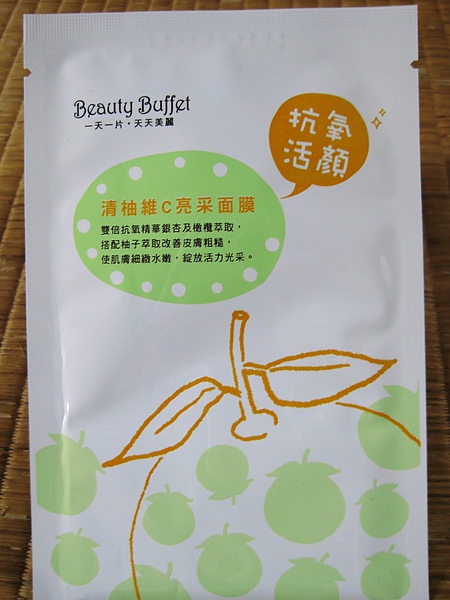 Beauty Buffet
一天一片・天天美麗
抗氧
活顏
清柚維C亮采面膜
雙倍抗氧精華銀杏及橄欖萃取，
搭配柚子萃取改善皮膚粗糙，
使肌膚細緻水嫩，綻放活力光采。